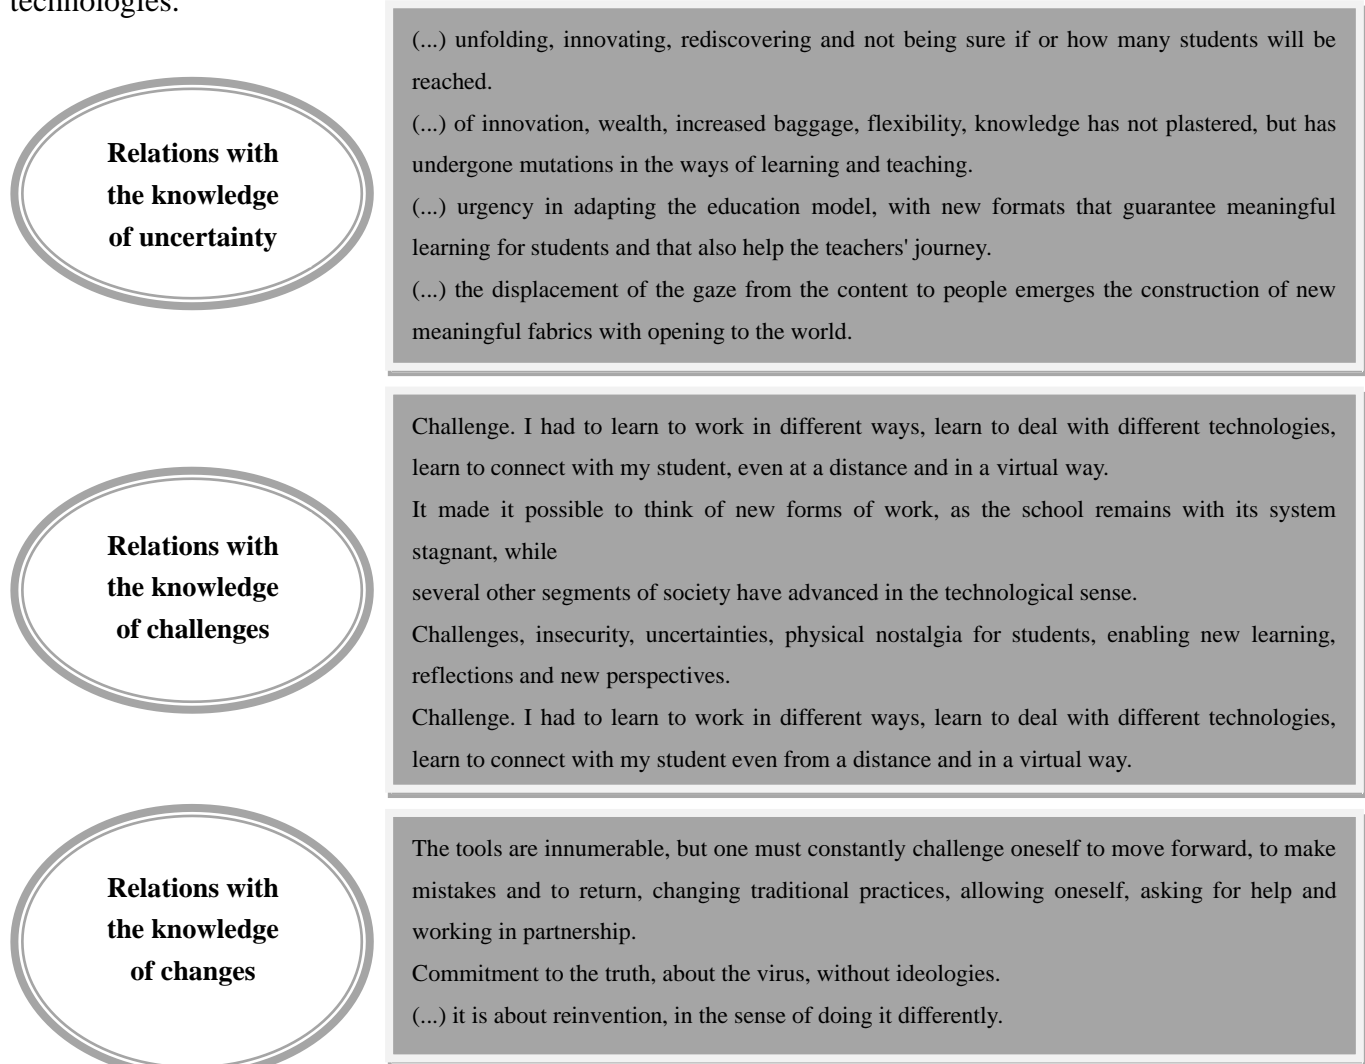 technologies.
Relations with
the knowledge
of uncertainty
(...) unfolding, innovating, rediscovering and not being sure if or how many students will be
reached.
(...) of innovation, wealth, increased baggage, flexibility, knowledge has not plastered, but has
undergone mutations in the ways of learning and teaching.
(...) urgency in adapting the education model, with new formats that guarantee meaningful
learning for students and that also help the teachers' journey.
(...) the displacement of the gaze from the content to people emerges the construction of new
meaningful fabrics with opening to the world.
Relations with
the knowledge
of challenges
Challenge. I had to learn to work in different ways, learn to deal with different technologies,
learn to connect with my student, even at a distance and in a virtual way.
It made it possible to think of new forms of work, as the school remains with its system
stagnant, while
several other segments of society have advanced in the technological sense.
Challenges, insecurity, uncertainties, physical nostalgia for students, enabling new learning,
reflections and new perspectives.
Challenge. I had to learn to work in different ways, learn to deal with different technologies,
learn to connect with my student even from a distance and in a virtual way.
Relations with
the knowledge
of changes
The tools are innumerable, but one must constantly challenge oneself to move forward, to make
mistakes and to return, changing traditional practices, allowing oneself, asking for help and
working in partnership.
Commitment to the truth, about the virus, without ideologies.
(...) it is about reinvention, in the sense of doing it differently.